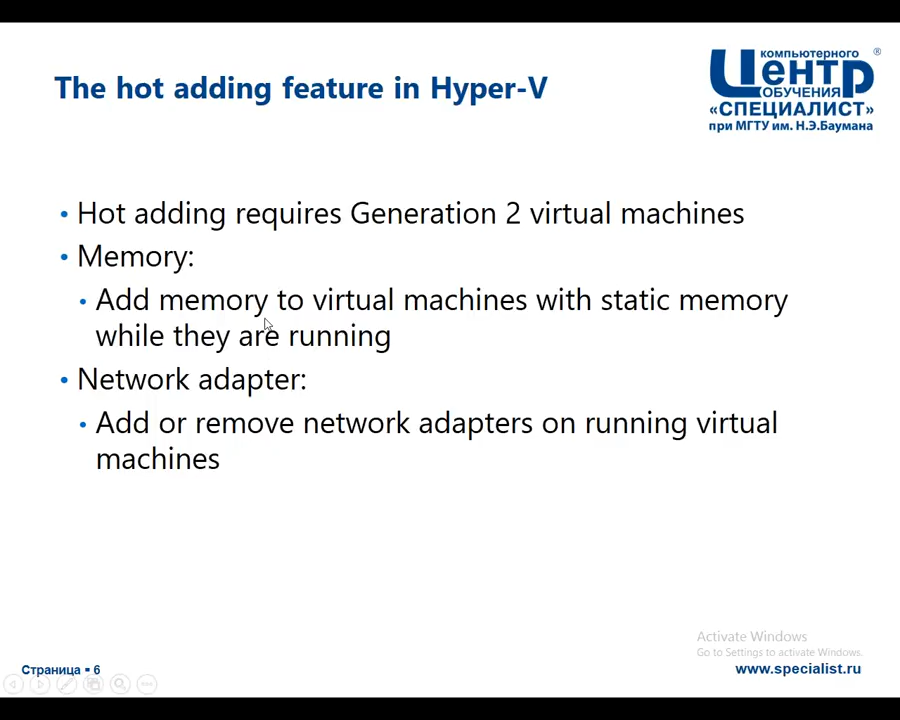 The hot adding feature in Hyper-V
компьютерного ®
Центр
ОБУЧЕНИЯ
«СПЕЦИАЛИСТ»
при МГТУ им. Н.Э.Баумана
• Hot adding requires Generation 2 virtual machines
• Memory:
• Add memory to virtual machines with static memory
while they are running
• Network adapter:
• Add or remove network adapters on running virtual
machines
Activate Windows
Go to Settings to activate Windows.
Страница ▪ 6
www.specialist.ru